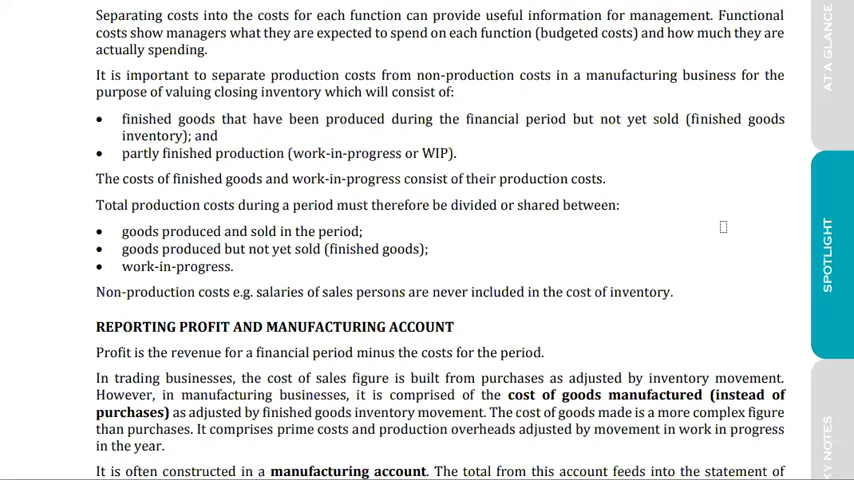 Separating costs into the costs for each function can provide useful information for management. Functional
costs show managers what they are expected to spend on each function (budgeted costs) and how much they are
actually spending.
It is important to separate production costs from non-production costs in a manufacturing business for the
purpose of valuing closing inventory which will consist of:
• finished goods that have been produced during the financial period but not yet sold (finished goods
inventory); and
• partly finished production (work-in-progress or WIP).
The costs of finished goods and work-in-progress consist of their production costs.
Total production costs during a period must therefore be divided or shared between:
• goods produced and sold in the period;
• goods produced but not yet sold (finished goods);
• work-in-progress.
Non-production costs e.g. salaries of sales persons are never included in the cost of inventory.
REPORTING PROFIT AND MANUFACTURING ACCOUNT
Profit is the revenue for a financial period minus the costs for the period.
In trading businesses, the cost of sales figure is built from purchases as adjusted by inventory movement.
However, in manufacturing businesses, it is comprised of the cost of goods manufactured (instead of
purchases) as adjusted by finished goods inventory movement. The cost of goods made is a more complex figure
than purchases. It comprises prime costs and production overheads adjusted by movement in work in progress
in the year.
It is often constructed in a manufacturing account. The total from this account feeds into the statement of
AT A GLANCE
SPOTLIGHT
KY NOTES